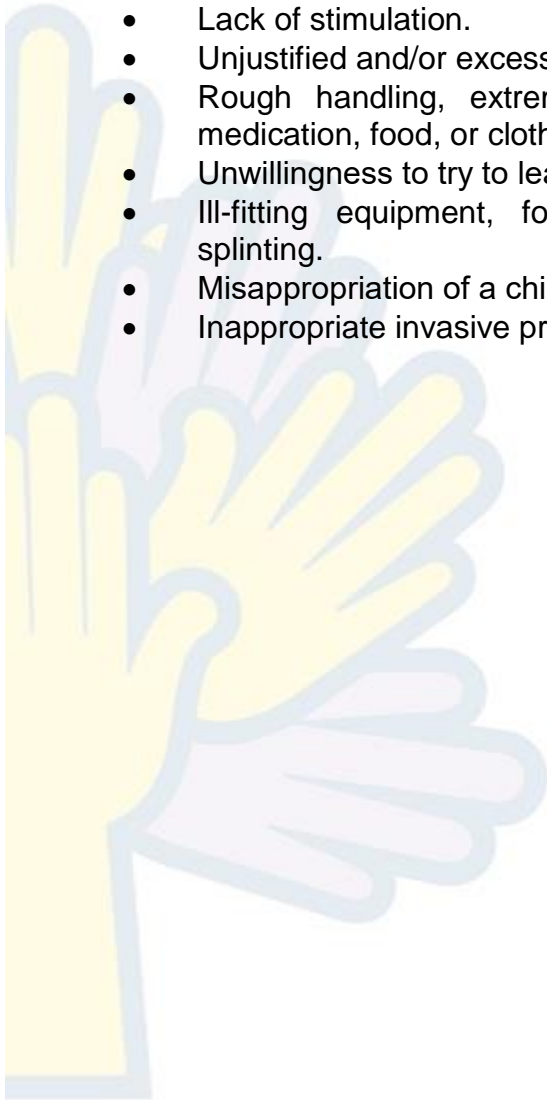 • Lack of stimulation.
• Unjustified and/or excess
• Rough handling, extrem
medication, food, or cloth
• Unwillingness to try to lea
• Ill-fitting equipment, fo
splinting.
• Misappropriation of a chi
• Inappropriate invasive pr